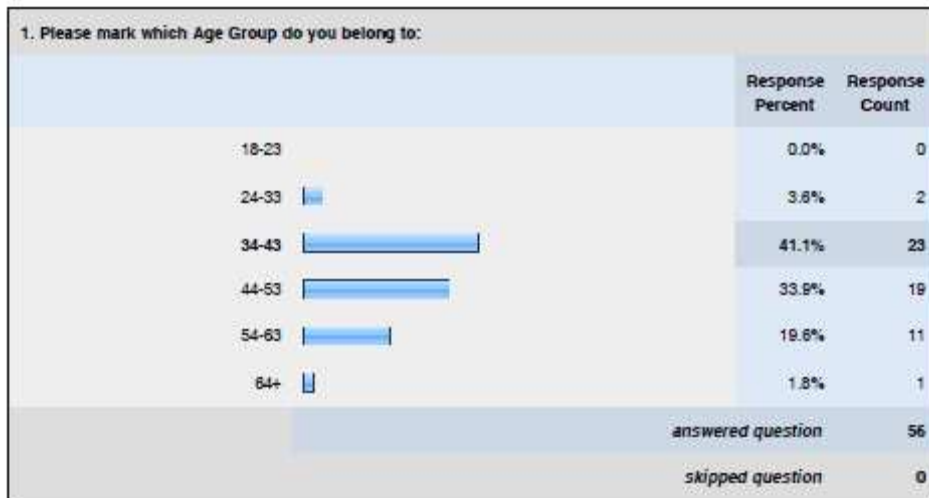 1. Please mark which Age Group do you belong to:
Response Percent Response Count
18-23 0.0% 0
24-33 3.6% 2
34-43 41.1% 23
44-53 33.9% 19
54-63 19.6% 11
64+ 1.8% 1
answered question 56
skipped question 0